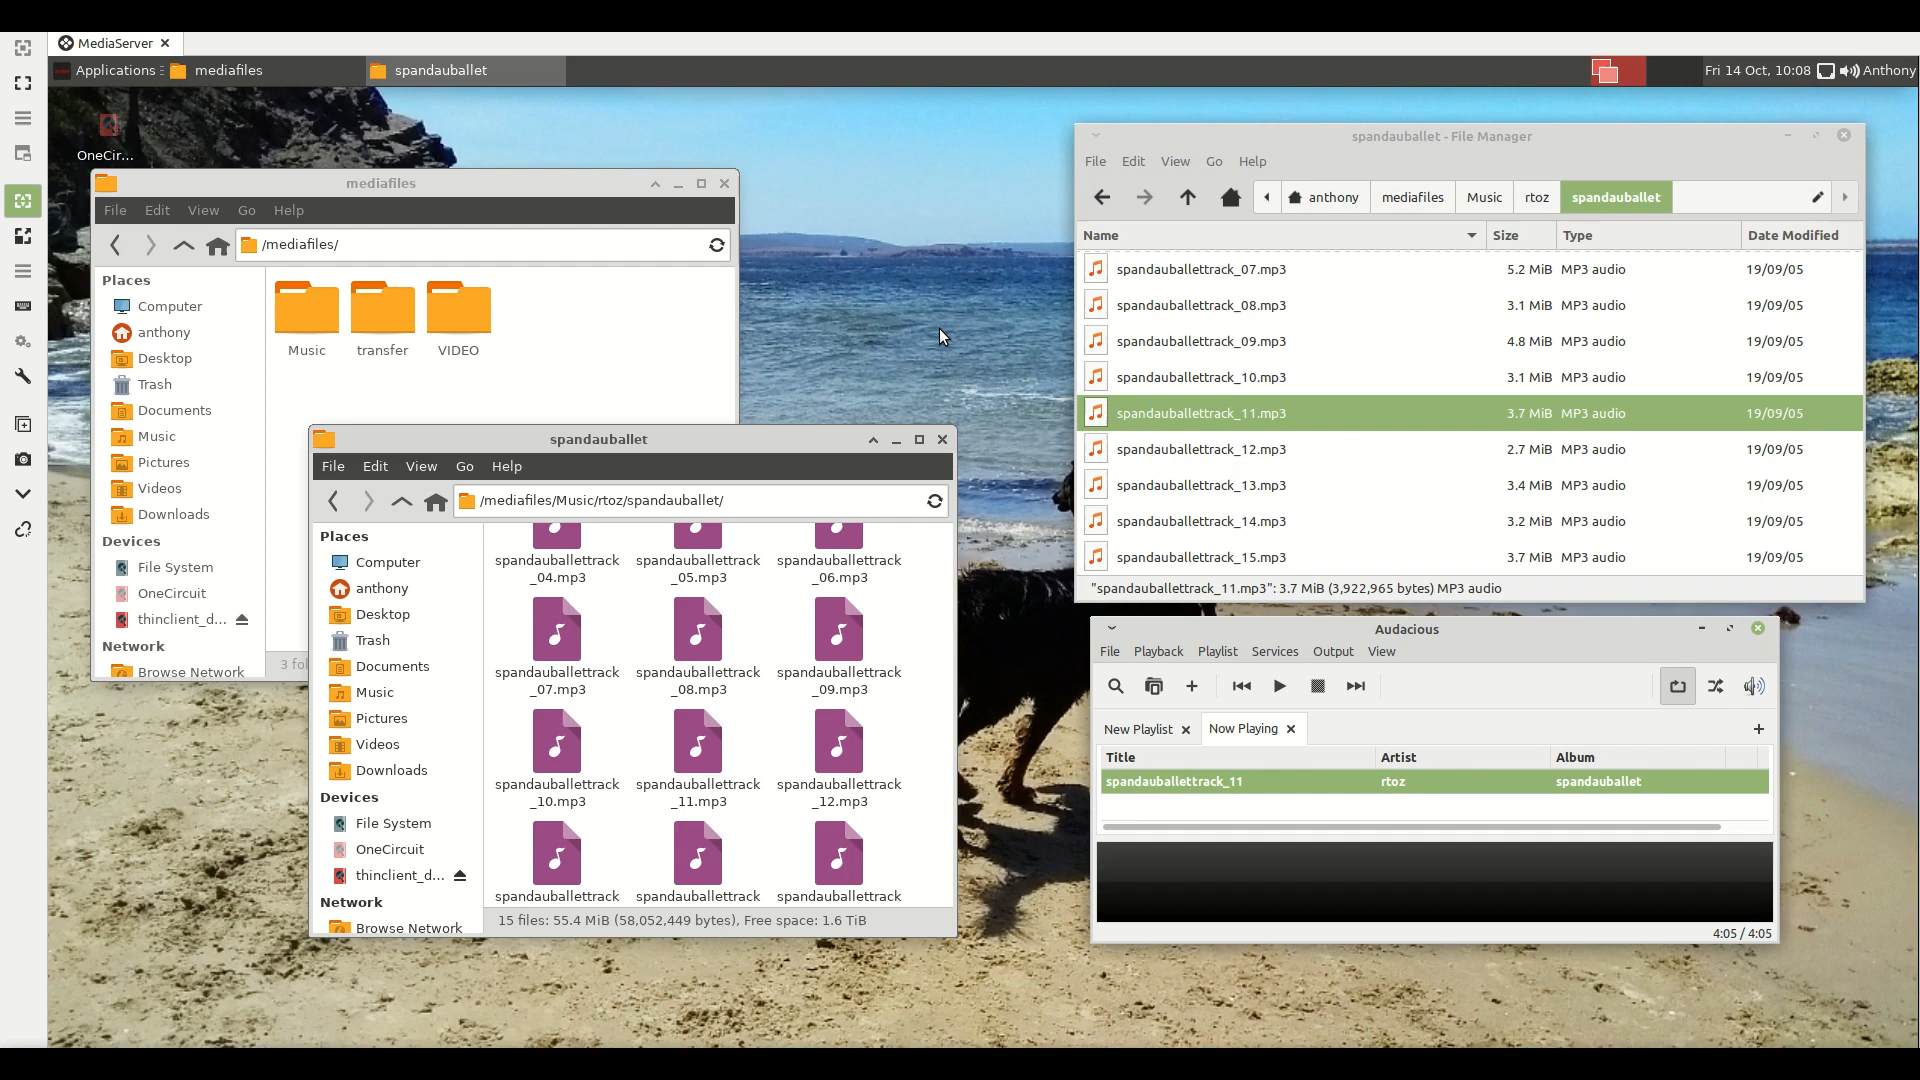 MediaServer
Applications
mediafiles
spandauballet
Fri 14 Oct, 10:08
Anthony
OneCir...
mediafiles
File Edit View Go Help
/mediafiles/
Places
Computer
anthony
Desktop
Trash
Documents
Music
Pictures
Videos
Downloads
Devices
File System
OneCircuit
thinclient_d...
Network
Browse Network
Music
transfer
VIDEO
3 fol
spandauballet
File Edit View Go Help
/mediafiles/Music/rtoz/spandauballet/
Places
Computer
anthony
Desktop
Trash
Documents
Music
Pictures
Videos
Downloads
Devices
File System
OneCircuit
thinclient_d...
Network
Browse Network
spandauballettrack spandauballettrack spandauballettrack
_04.mp3 _05.mp3 _06.mp3
spandauballettrack spandauballettrack spandauballettrack
_07.mp3 _08.mp3 _09.mp3
spandauballettrack spandauballettrack spandauballettrack
_10.mp3 _11.mp3 _12.mp3
spandauballettrack spandauballettrack spandauballettrack
15 files: 55.4 MiB (58,052,449 bytes), Free space: 1.6 TiB
spandauballet - File Manager
File Edit View Go Help
anthony mediafiles Music rtoz spandauballet
Name Size Type Date Modified
spandauballettrack_07.mp3 5.2 MiB MP3 audio 19/09/05
spandauballettrack_08.mp3 3.1 MiB MP3 audio 19/09/05
spandauballettrack_09.mp3 4.8 MiB MP3 audio 19/09/05
spandauballettrack_10.mp3 3.1 MiB MP3 audio 19/09/05
spandauballettrack_11.mp3 3.7 MiB MP3 audio 19/09/05
spandauballettrack_12.mp3 2.7 MiB MP3 audio 19/09/05
spandauballettrack_13.mp3 3.4 MiB MP3 audio 19/09/05
spandauballettrack_14.mp3 3.2 MiB MP3 audio 19/09/05
spandauballettrack_15.mp3 3.7 MiB MP3 audio 19/09/05
"spandauballettrack_11.mp3": 3.7 MiB (3,922,965 bytes) MP3 audio
Audacious
File Playback Playlist Services Output View
New Playlist Now Playing
Title Artist Album
spandauballettrack_11 rtoz spandauballet
4:05 / 4:05